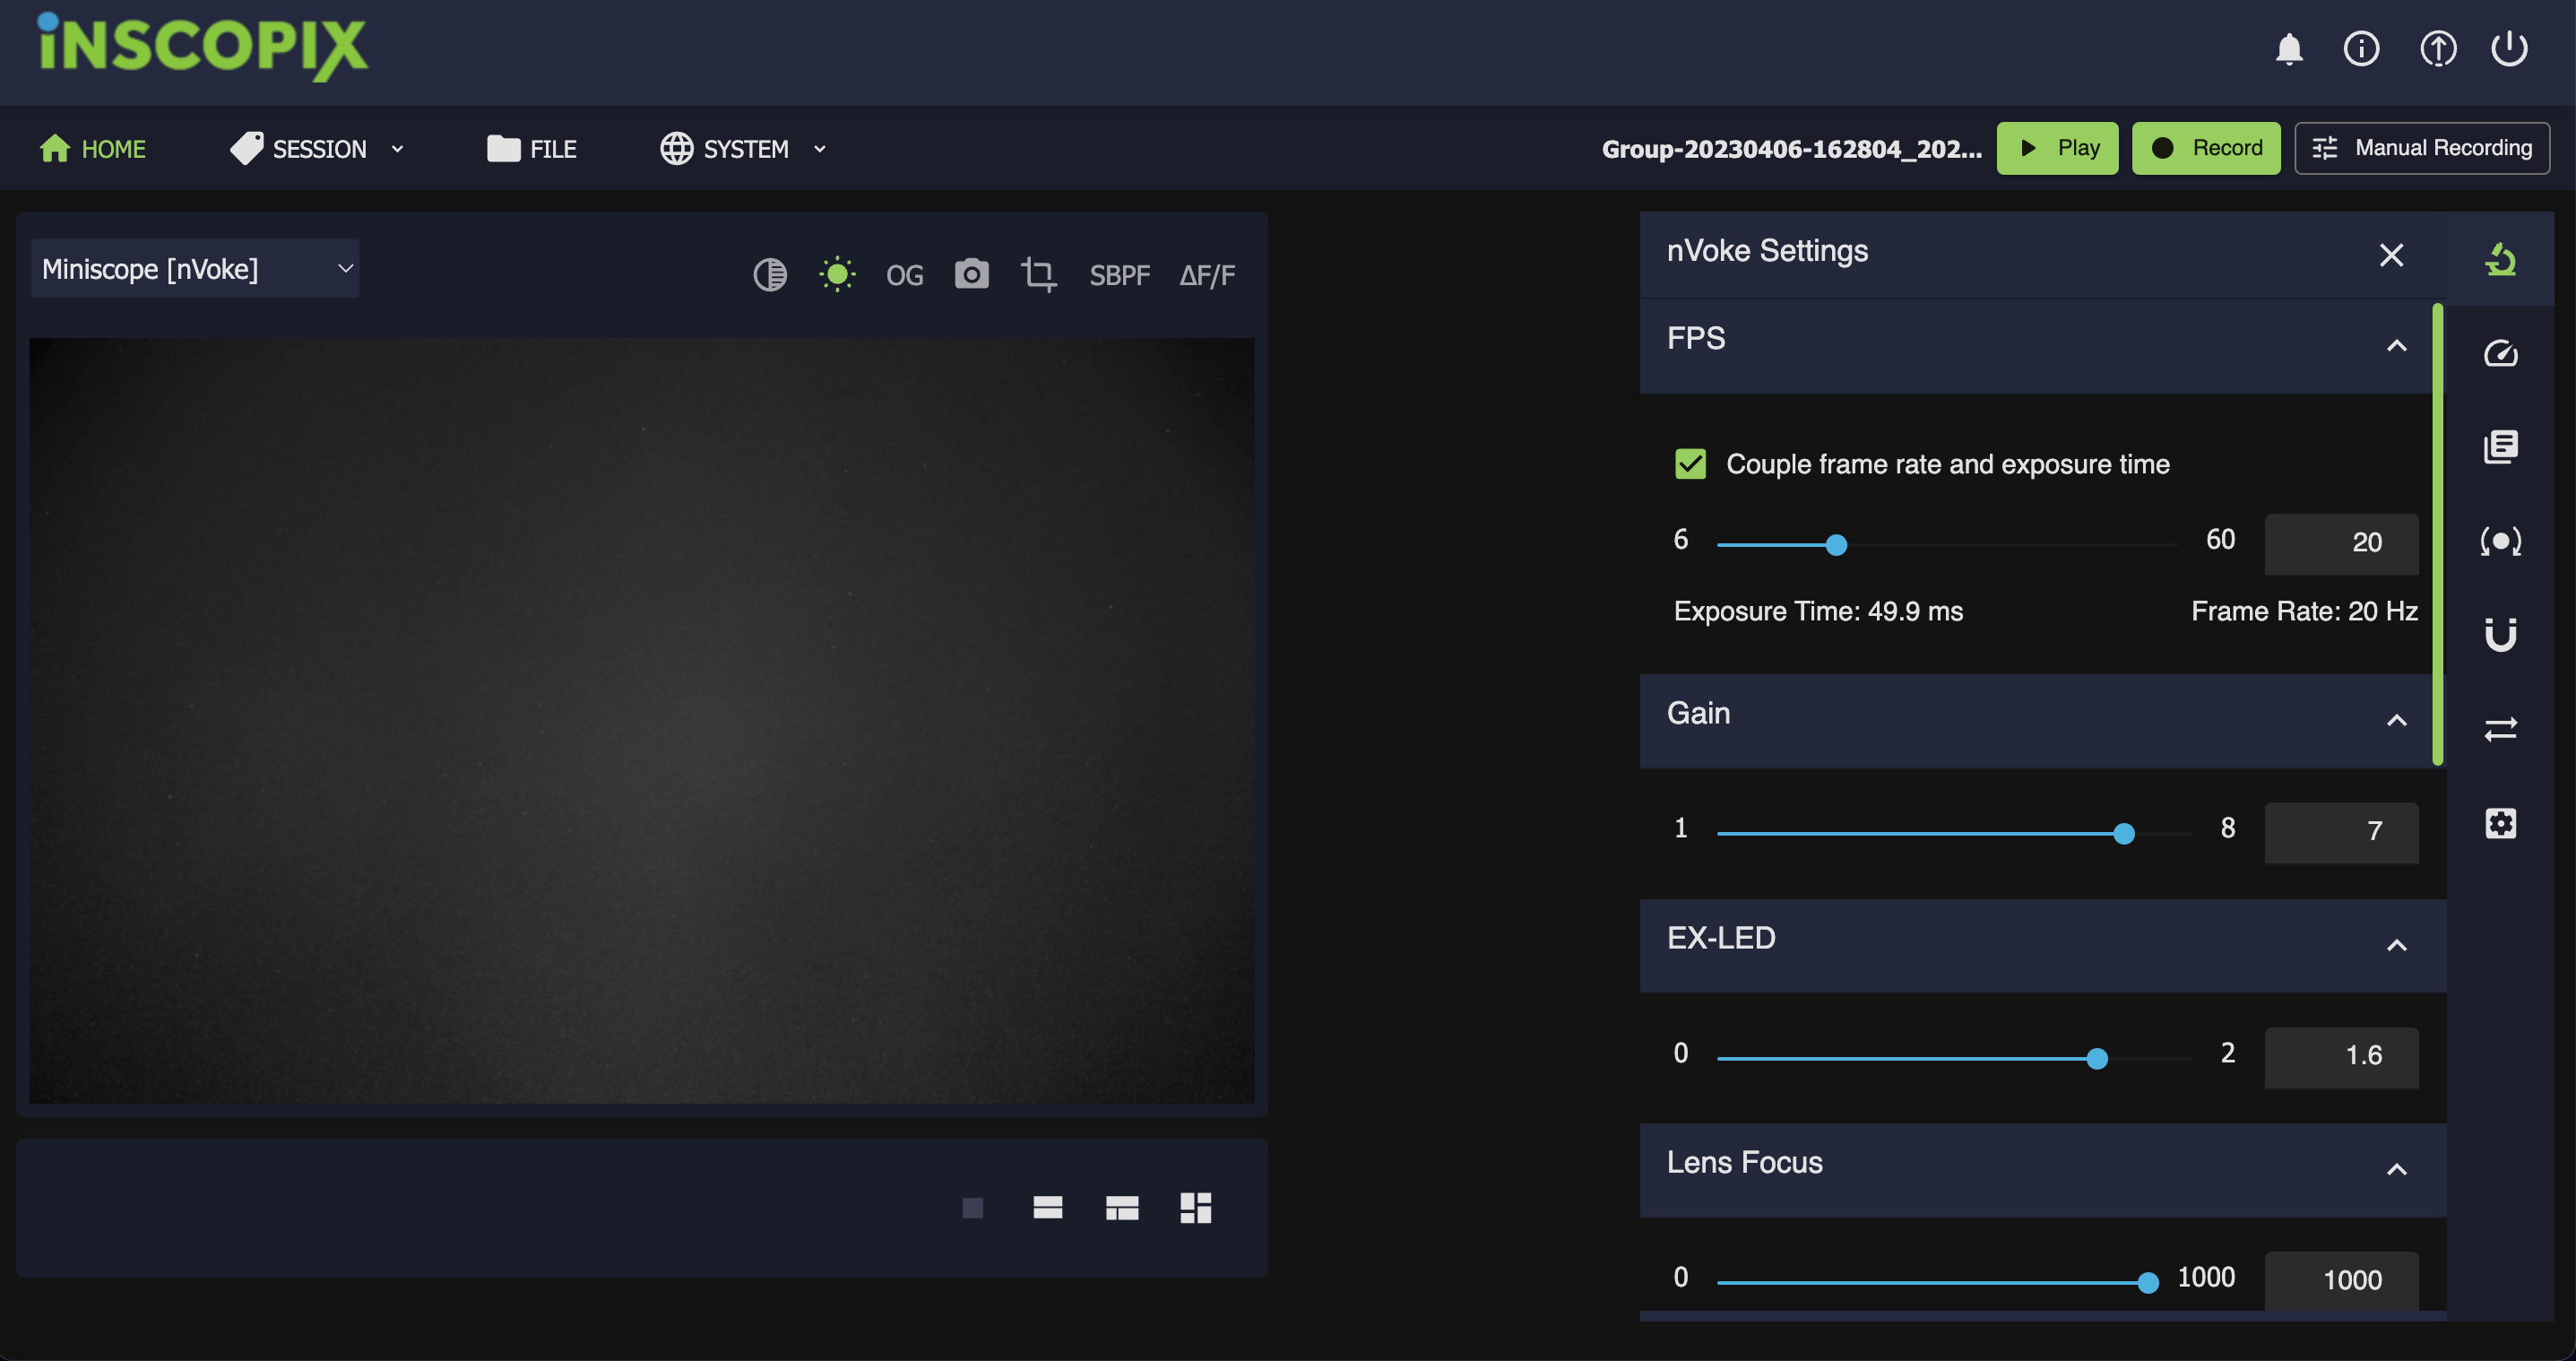 iNSCOPIX
HOME SESSION FILE SYSTEM Group-20230406-162804_202... Play Record Manual Recording
Miniscope [nVoke]
OG SBPF ΔF/F
nVoke Settings
FPS
Couple frame rate and exposure time
6 60 20
Exposure Time: 49.9 ms Frame Rate: 20 Hz
Gain
1 8 7
EX-LED
0 2 1.6
Lens Focus
0 1000 1000